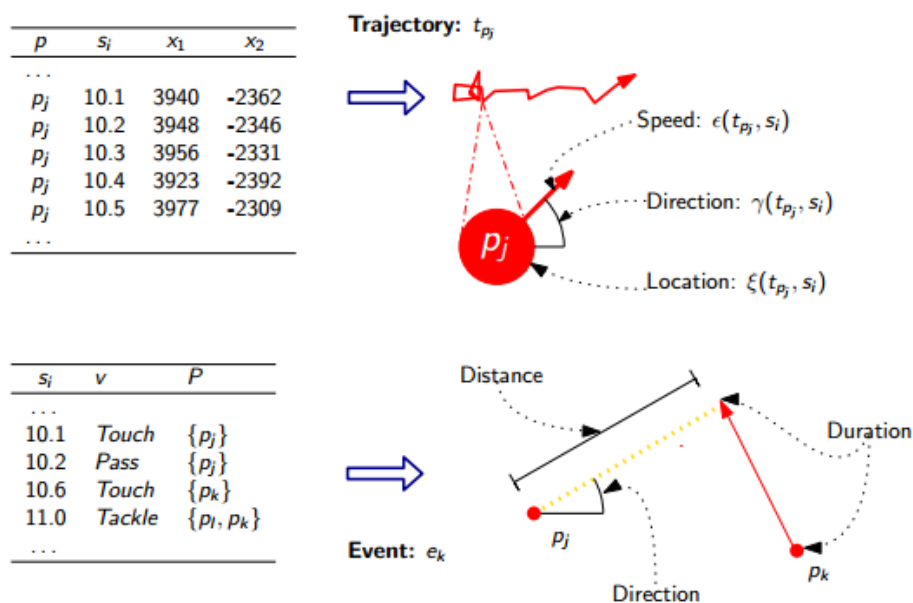 p s_i x_1 x_2
...
p_j 10.1 3940 -2362
p_j 10.2 3948 -2346
p_j 10.3 3956 -2331
p_j 10.4 3923 -2392
p_j 10.5 3977 -2309
...
Trajectory: t_{p_j}
Speed: ϵ(t_{p_j}, s_i)
Direction: γ(t_{p_j}, s_i)
p_j
Location: ξ(t_{p_j}, s_i)
s_i v P
...
10.1 Touch {p_j}
10.2 Pass {p_j}
10.6 Touch {p_k}
11.0 Tackle {p_l, p_k}
...
Distance
Duration
p_j
p_k
Event: e_k
Direction